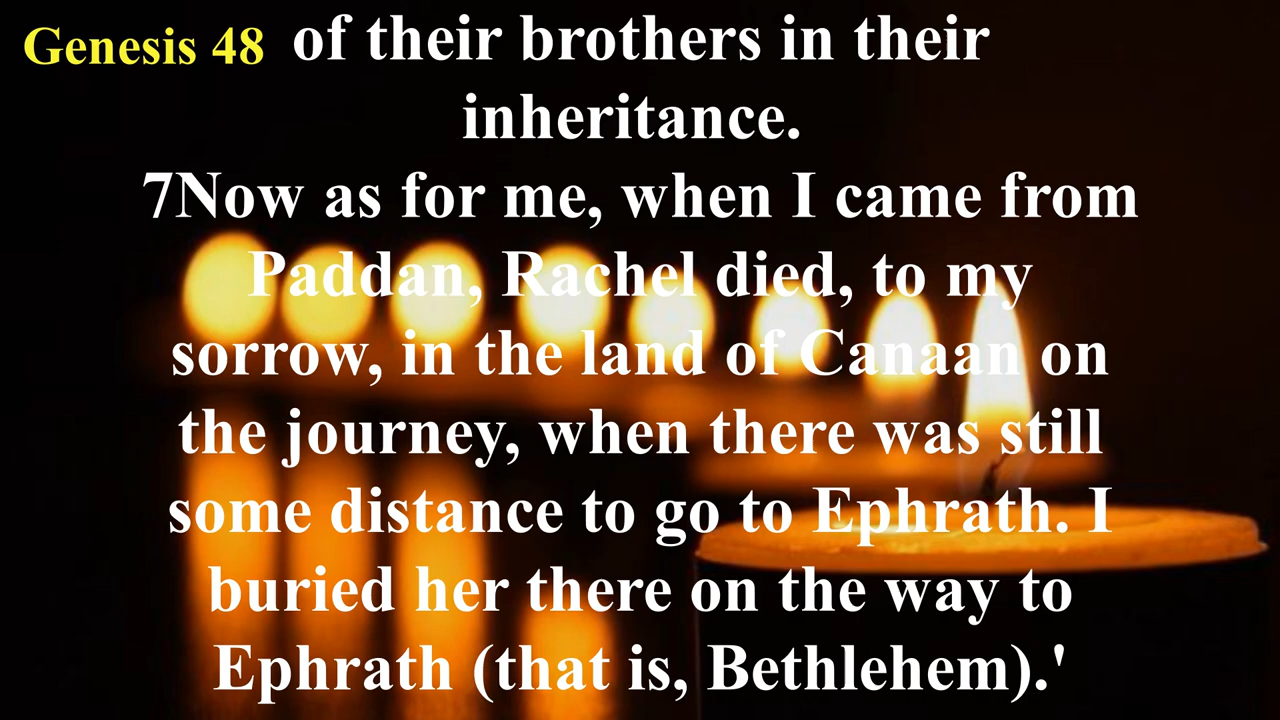 Genesis 48 of their brothers in their
inheritance.
7Now as for me, when I came from
Paddan, Rachel died, to my
sorrow, in the land of Canaan on
the journey, when there was still
some distance to go to Ephrath. I
buried her there on the way to
Ephrath (that is, Bethlehem).'